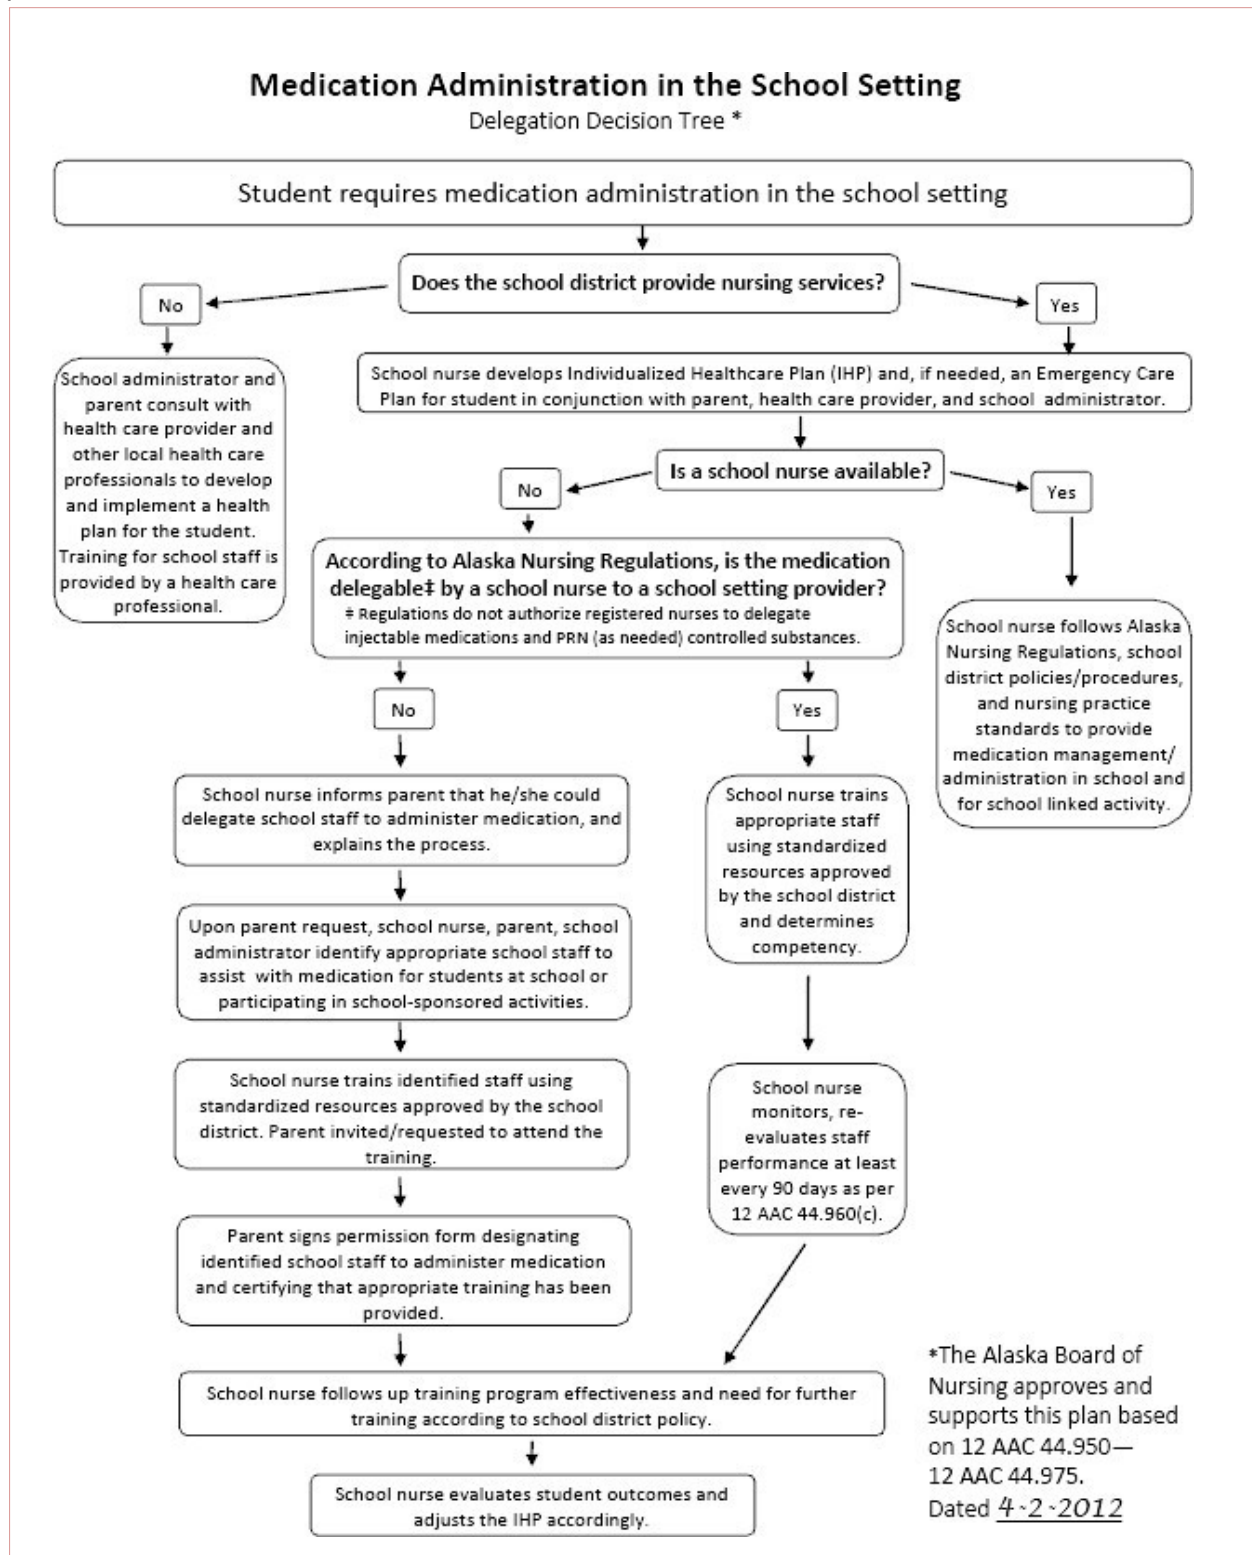 Medication Administration in the School Setting
Delegation Decision Tree *
Student requires medication administration in the school setting
Does the school district provide nursing services?
No
Yes
School administrator and
parent consult with
health care provider and
other local health care
professionals to develop
and implement a health
plan for the student.
Training for school staff is
provided by a health care
professional.
School nurse develops Individualized Healthcare Plan (IHP) and, if needed, an Emergency Care
Plan for student in conjunction with parent, health care provider, and school administrator.
Is a school nurse available?
No
Yes
According to Alaska Nursing Regulations, is the medication
delegable‡ by a school nurse to a school setting provider?
‡ Regulations do not authorize registered nurses to delegate
injectable medications and PRN (as needed) controlled substances.
School nurse follows Alaska
Nursing Regulations, school
district policies/procedures,
and nursing practice
standards to provide
medication management/
administration in school and
for school linked activity.
No
Yes
School nurse informs parent that he/she could
delegate school staff to administer medication, and
explains the process.
School nurse trains
appropriate staff
using standardized
resources approved
by the school district
and determines
competency.
Upon parent request, school nurse, parent, school
administrator identify appropriate school staff to
assist with medication for students at school or
participating in school-sponsored activities.
School nurse trains identified staff using
standardized resources approved by the school
district. Parent invited/requested to attend the
training.
School nurse
monitors, re-
evaluates staff
performance at least
every 90 days as per
12 AAC 44.960(c).
Parent signs permission form designating
identified school staff to administer medication
and certifying that appropriate training has been
provided.
School nurse follows up training program effectiveness and need for further
training according to school district policy.
School nurse evaluates student outcomes and
adjusts the IHP accordingly.
*The Alaska Board of
Nursing approves and
supports this plan based
on 12 AAC 44.950—
12 AAC 44.975.
Dated 4-2-2012